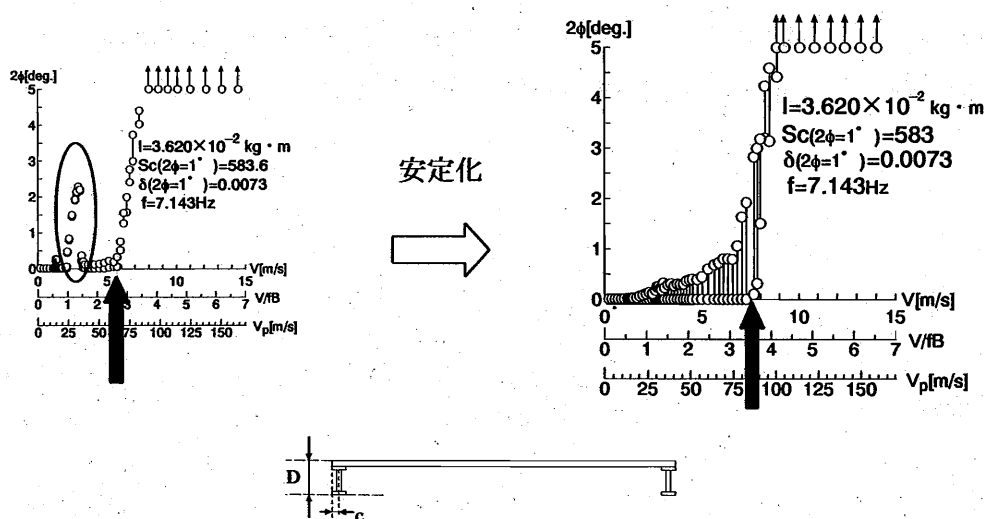 2φ[deg.]
5
4
3
2
1
0
I=3.620×10⁻² kg・m
Sc(2φ=1°)=583.6
δ(2φ=1°)=0.0073
f=7.143Hz
5 10 15
V[m/s]
0 1 2 3 4 5 6 7
V/fB
0 25 50 75 100 125 150
Vp[m/s]
安定化
2φ[deg.]
5
4
3
2
1
0
I=3.620×10⁻² kg・m
Sc(2φ=1°)=583
δ(2φ=1°)=0.0073
f=7.143Hz
0 5 10 15
V[m/s]
0 1 2 3 4 5 6 7
V/fB
0 25 50 75 100 125 150
Vp[m/s]
D
c